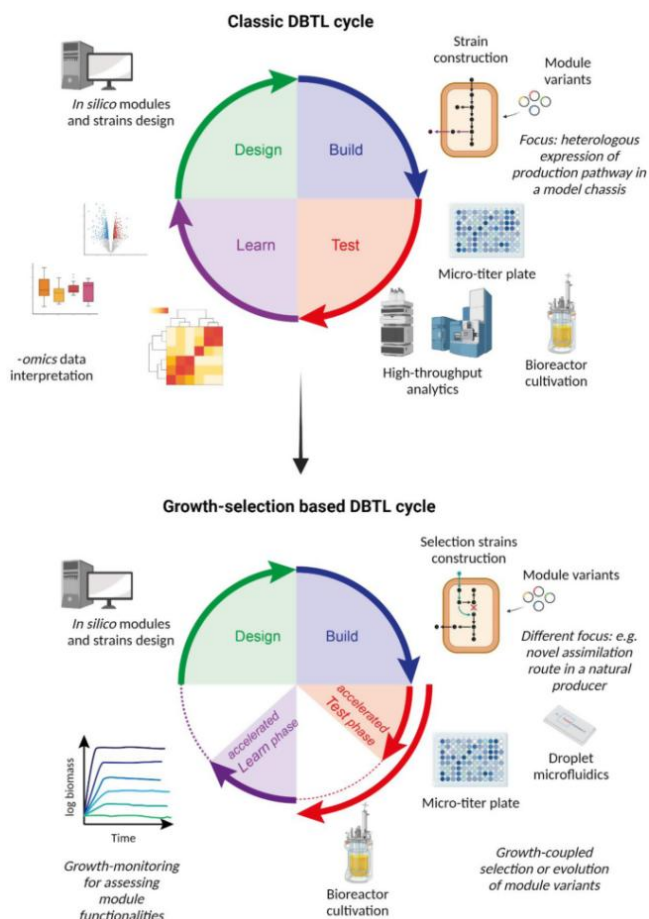 Classic DBTL cycle
In silico modules
and strains design
Strain
construction
Module
variants
Focus: heterologous
expression of
production pathway in
a model chassis
Design
Build
Learn
Test
Micro-titer plate
-omics data
interpretation
High-throughput
analytics
Bioreactor
cultivation
Growth-selection based DBTL cycle
In silico modules
and strains design
Selection strains
construction
Module variants
Different focus: e.g.
novel assimilation
route in a natural
producer
Design
Build
accelerated
Learn phase
accelerated
Test phase
Droplet
microfluidics
Micro-titer plate
log biomass
Time
Growth-monitoring
for assessing
module
functionalities
Bioreactor
cultivation
Growth-coupled
selection or evolution
of module variants